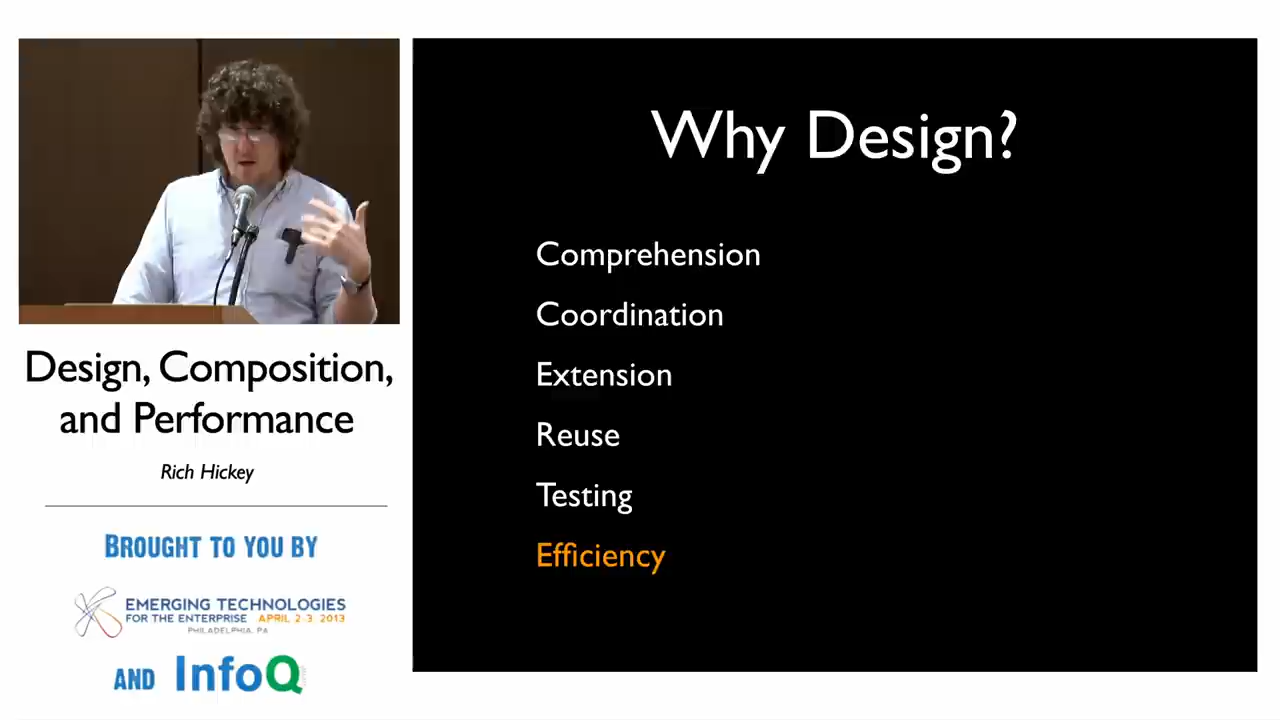 Why Design?
Comprehension
Coordination
Extension
Reuse
Testing
Efficiency
Design, Composition,
and Performance
Rich Hickey
BROUGHT TO YOU BY
EMERGING TECHNOLOGIES
FOR THE ENTERPRISE APRIL 2-3 2013
PHILADELPHIA, PA
AND InfoQ